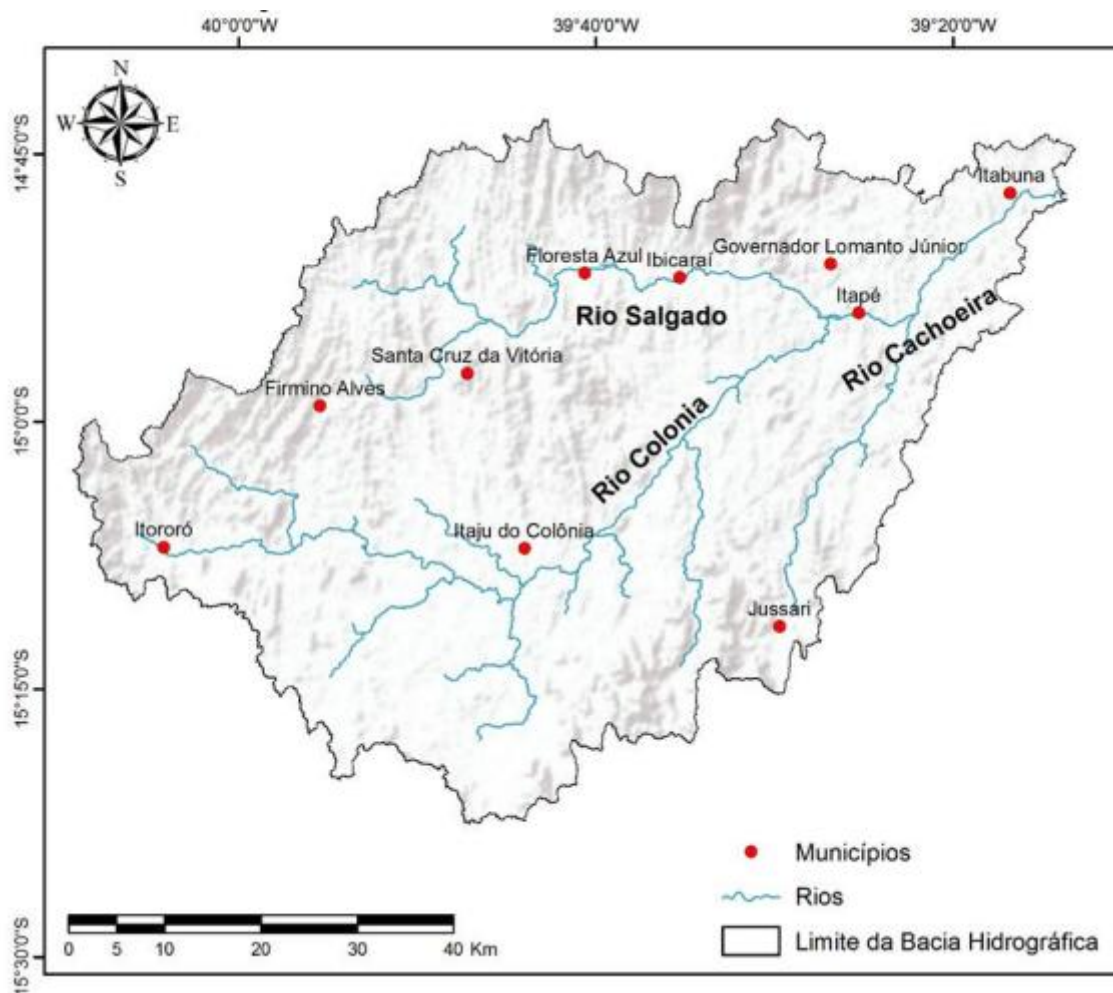 40°0'0"W
39°40'0"W
39°20'0"W
N
W E
S
14°45'0"S
Itabuna
Floresta Azul
Ibicaraí
Governador Lomanto Júnior
Itapé
Rio Salgado
Rio Cachoeira
Santa Cruz da Vitória
Firmino Alves
15°0'0"S
Rio Colonia
Itororó
Itaju do Colônia
Jussari
15°15'0"S
Municípios
Rios
Limite da Bacia Hidrográfica
0 5 10 20 30 40 Km
15°30'0"S